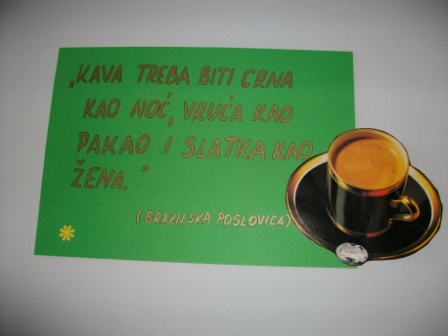 „KAVA TREBA BITI CRNA
KAO NOĆ, VRUĆA KAO
PAKAO I SLATKA KAO
ŽENA."
(BRAZILSKA POSLOVICA)